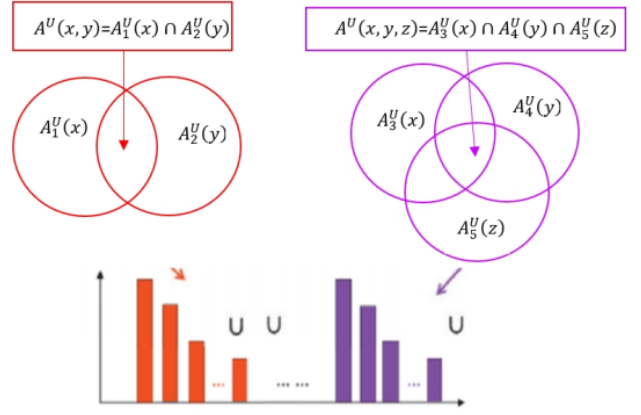 A^U(x,y)=A_1^U(x) ∩ A_2^U(y)
A^U(x,y,z)=A_3^U(x) ∩ A_4^U(y) ∩ A_5^U(z)
A_1^U(x)
A_2^U(y)
A_3^U(x)
A_4^U(y)
A_5^U(z)
... ∪ ∪ ... ... ... ∪